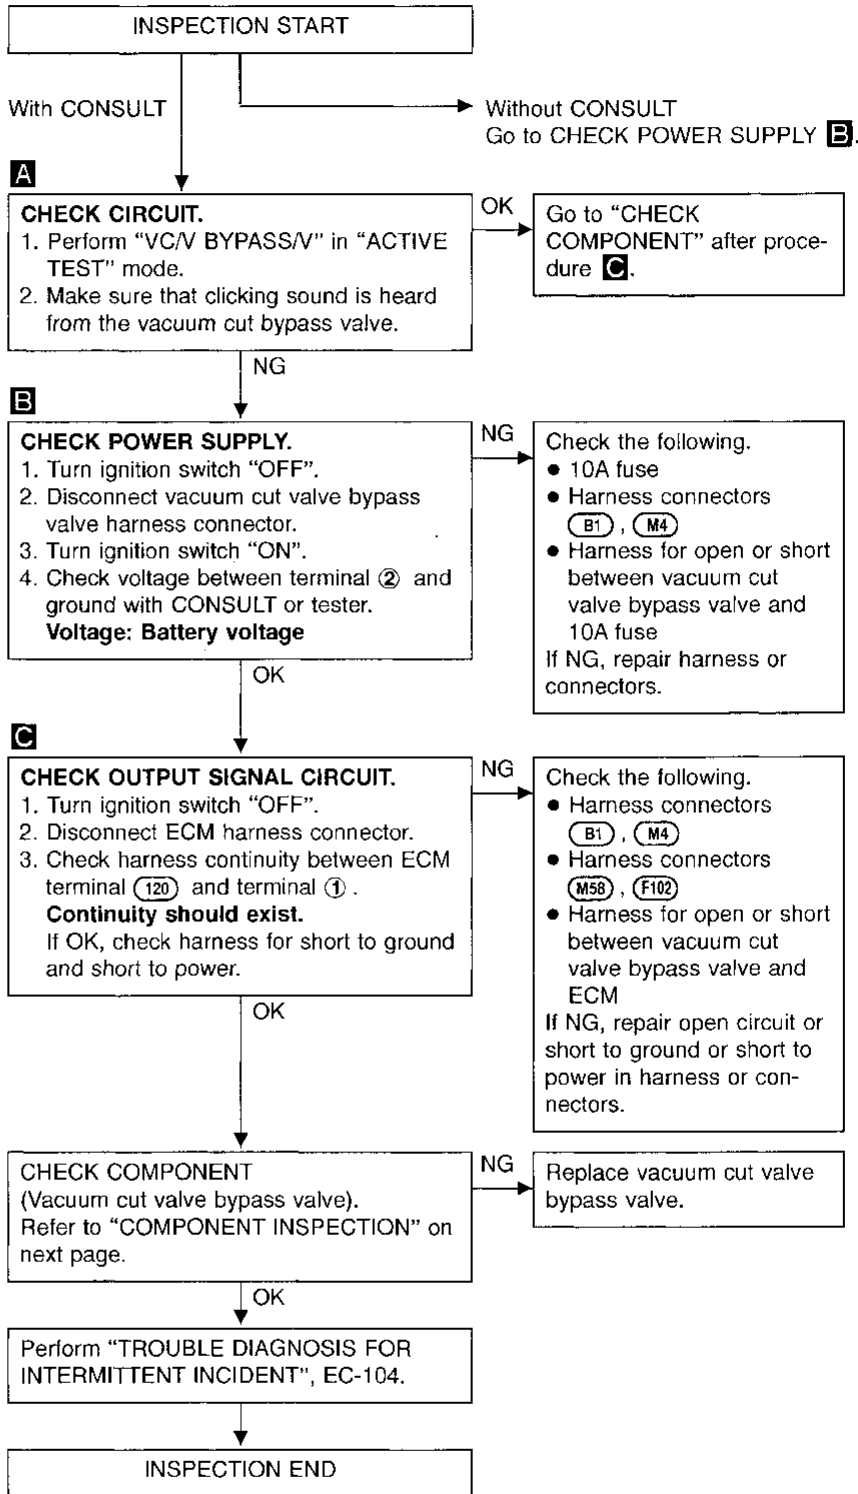 INSPECTION START
With CONSULT
Without CONSULT
Go to CHECK POWER SUPPLY B.
A
CHECK CIRCUIT.
1. Perform “VC/V BYPASS/V” in “ACTIVE
TEST” mode.
2. Make sure that clicking sound is heard
from the vacuum cut bypass valve.
OK
Go to “CHECK
COMPONENT” after proce-
dure C.
NG
B
CHECK POWER SUPPLY.
1. Turn ignition switch “OFF”.
2. Disconnect vacuum cut valve bypass
valve harness connector.
3. Turn ignition switch “ON”.
4. Check voltage between terminal ② and
ground with CONSULT or tester.
Voltage: Battery voltage
NG
Check the following.
● 10A fuse
● Harness connectors
B1 , M4
● Harness for open or short
between vacuum cut
valve bypass valve and
10A fuse
If NG, repair harness or
connectors.
OK
C
CHECK OUTPUT SIGNAL CIRCUIT.
1. Turn ignition switch “OFF”.
2. Disconnect ECM harness connector.
3. Check harness continuity between ECM
terminal 120 and terminal ① .
Continuity should exist.
If OK, check harness for short to ground
and short to power.
NG
Check the following.
● Harness connectors
B1 , M4
● Harness connectors
M58 , F102
● Harness for open or short
between vacuum cut
valve bypass valve and
ECM
If NG, repair open circuit or
short to ground or short to
power in harness or con-
nectors.
OK
CHECK COMPONENT
(Vacuum cut valve bypass valve).
Refer to “COMPONENT INSPECTION” on
next page.
NG
Replace vacuum cut valve
bypass valve.
OK
Perform “TROUBLE DIAGNOSIS FOR
INTERMITTENT INCIDENT”, EC-104.
INSPECTION END